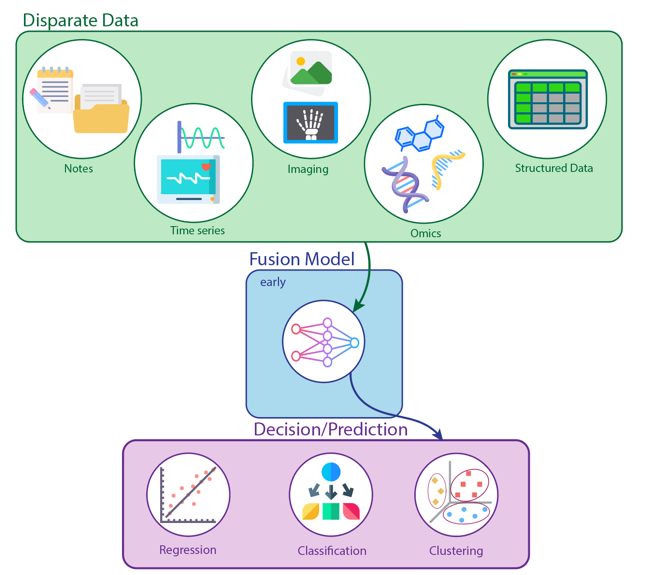 Disparate Data
Notes
Time series
Imaging
Omics
Structured Data
Fusion Model
early
Decision/Prediction
Regression
Classification
Clustering